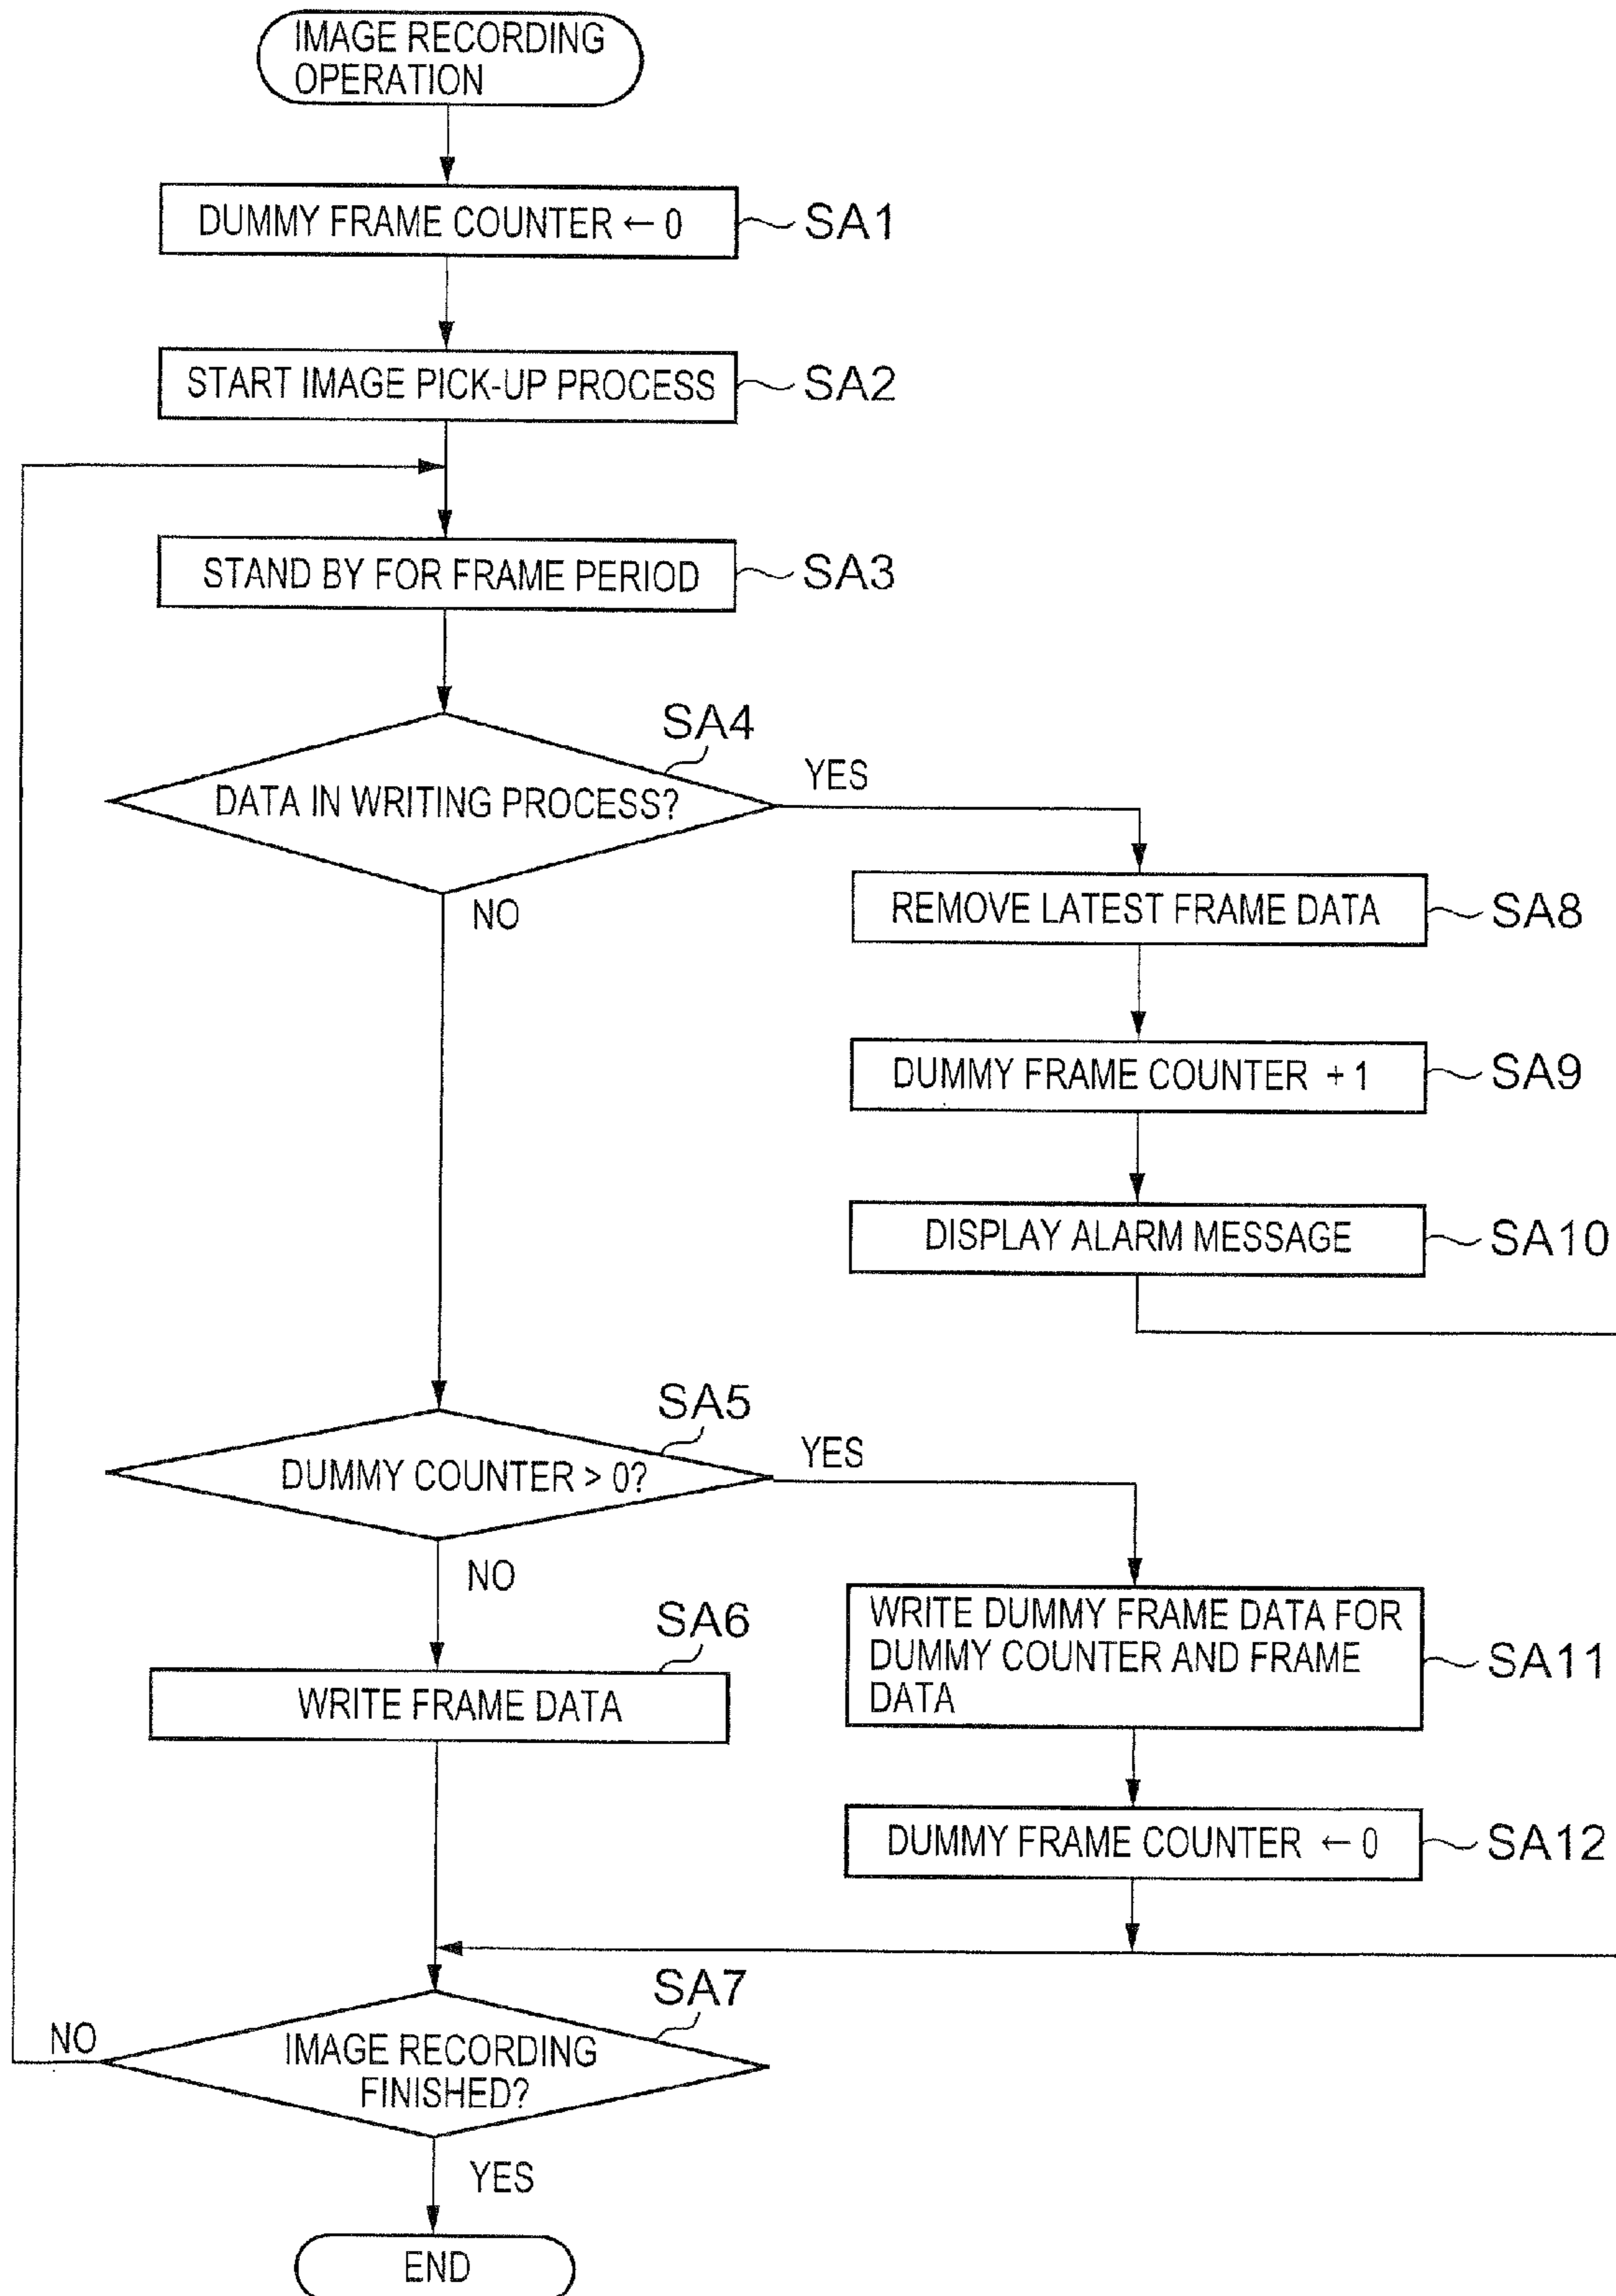 IMAGE RECORDING
OPERATION
DUMMY FRAME COUNTER ← 0
SA1
START IMAGE PICK-UP PROCESS
SA2
STAND BY FOR FRAME PERIOD
SA3
SA4
DATA IN WRITING PROCESS?
YES
NO
REMOVE LATEST FRAME DATA
SA8
DUMMY FRAME COUNTER + 1
SA9
DISPLAY ALARM MESSAGE
SA10
SA5
DUMMY COUNTER > 0?
YES
NO
SA6
WRITE FRAME DATA
WRITE DUMMY FRAME DATA FOR
DUMMY COUNTER AND FRAME
DATA
SA11
DUMMY FRAME COUNTER ← 0
SA12
SA7
NO
IMAGE RECORDING
FINISHED?
YES
END